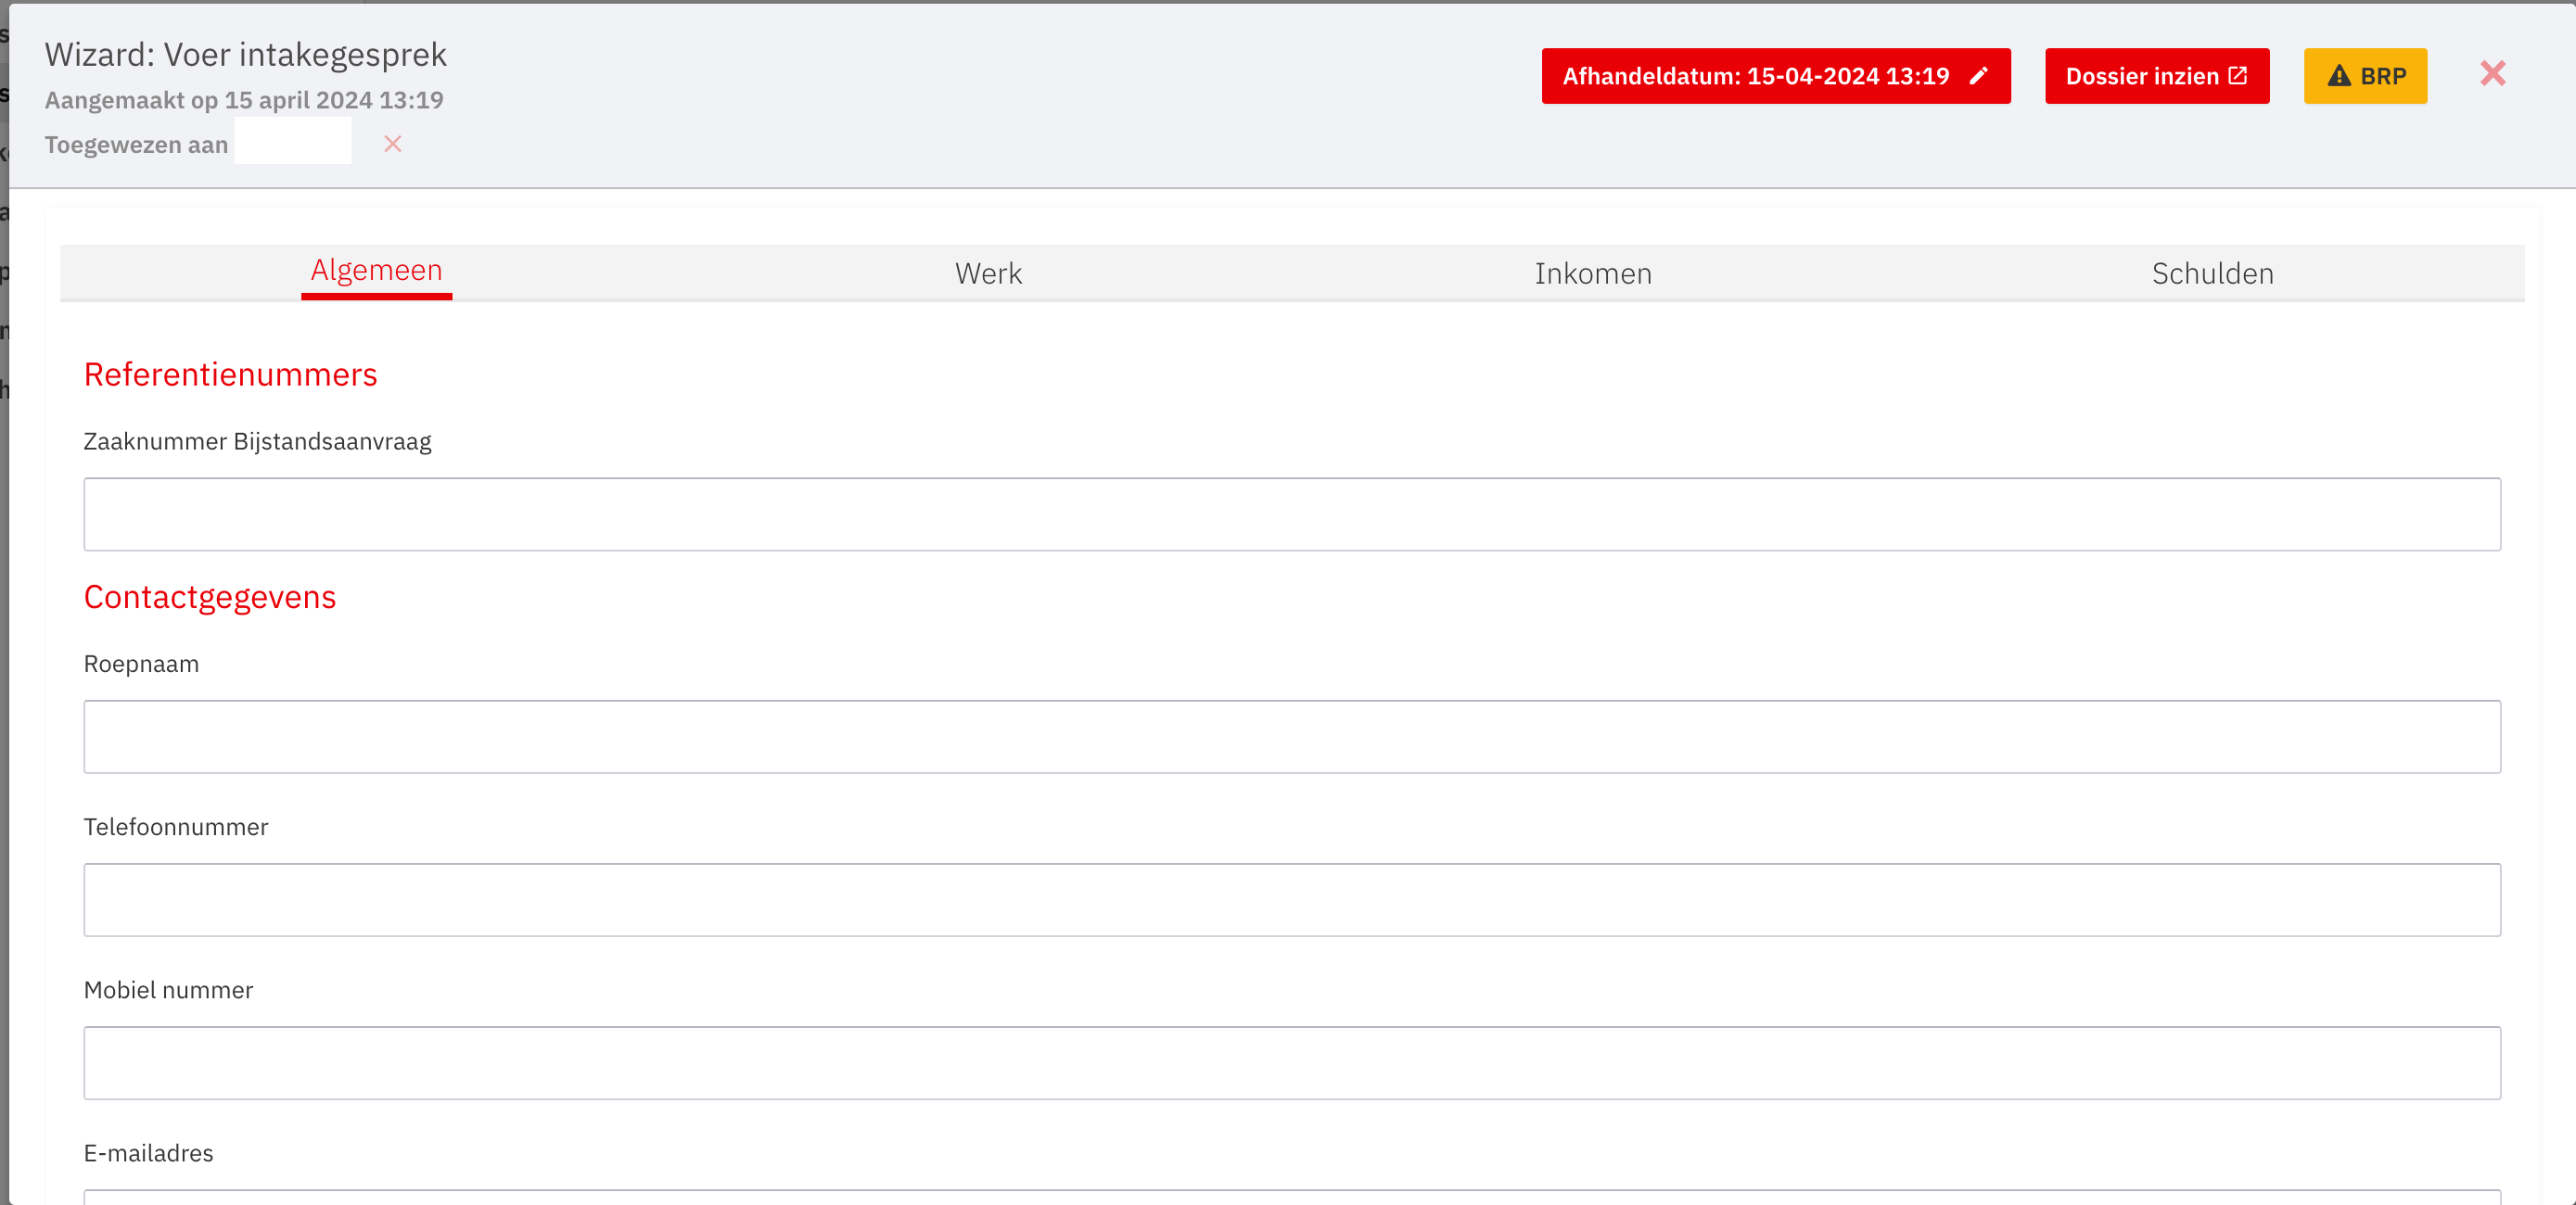 Wizard: Voer intakegesprek
Aangemaakt op 15 april 2024 13:19
Toegewezen aan
Afhandeldatum: 15-04-2024 13:19
Dossier inzien
BRP
Algemeen
Werk
Inkomen
Schulden
Referentienummers
Zaaknummer Bijstandsaanvraag
Contactgegevens
Roepnaam
Telefoonnummer
Mobiel nummer
E-mailadres